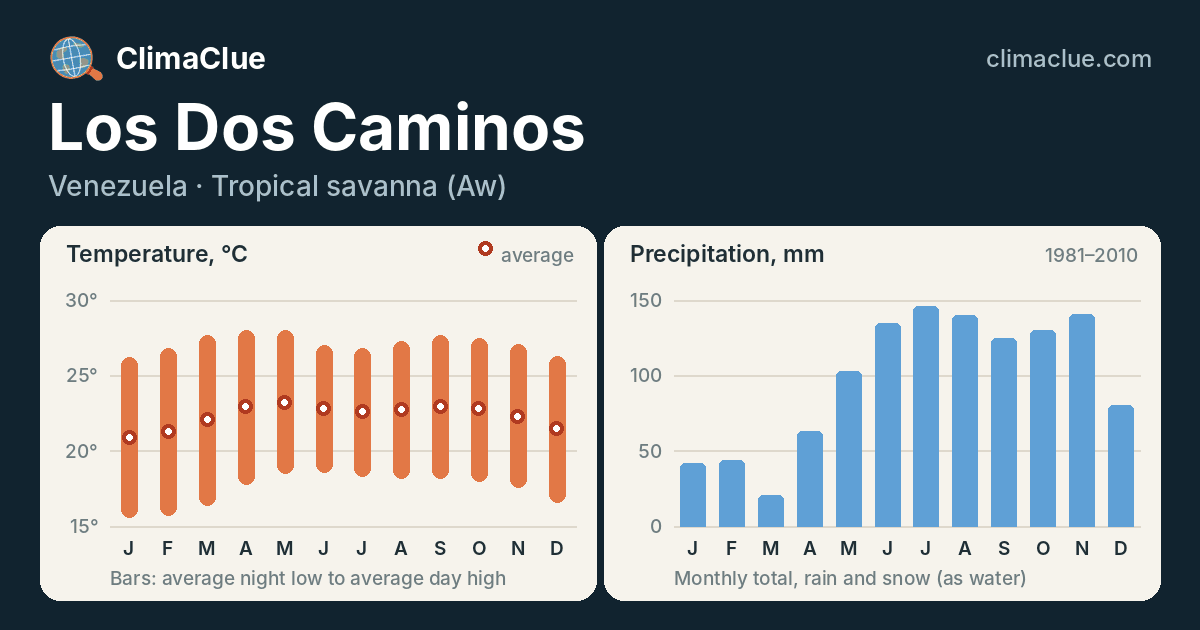 ClimaClue
climaclue.com
Los Dos Caminos
Venezuela · Tropical savanna (Aw)
Temperature, °C
average
30°
25°
20°
15°
J F M A M J J A S O N D
Bars: average night low to average day high
Precipitation, mm
1981–2010
150
100
50
0
J F M A M J J A S O N D
Monthly total, rain and snow (as water)